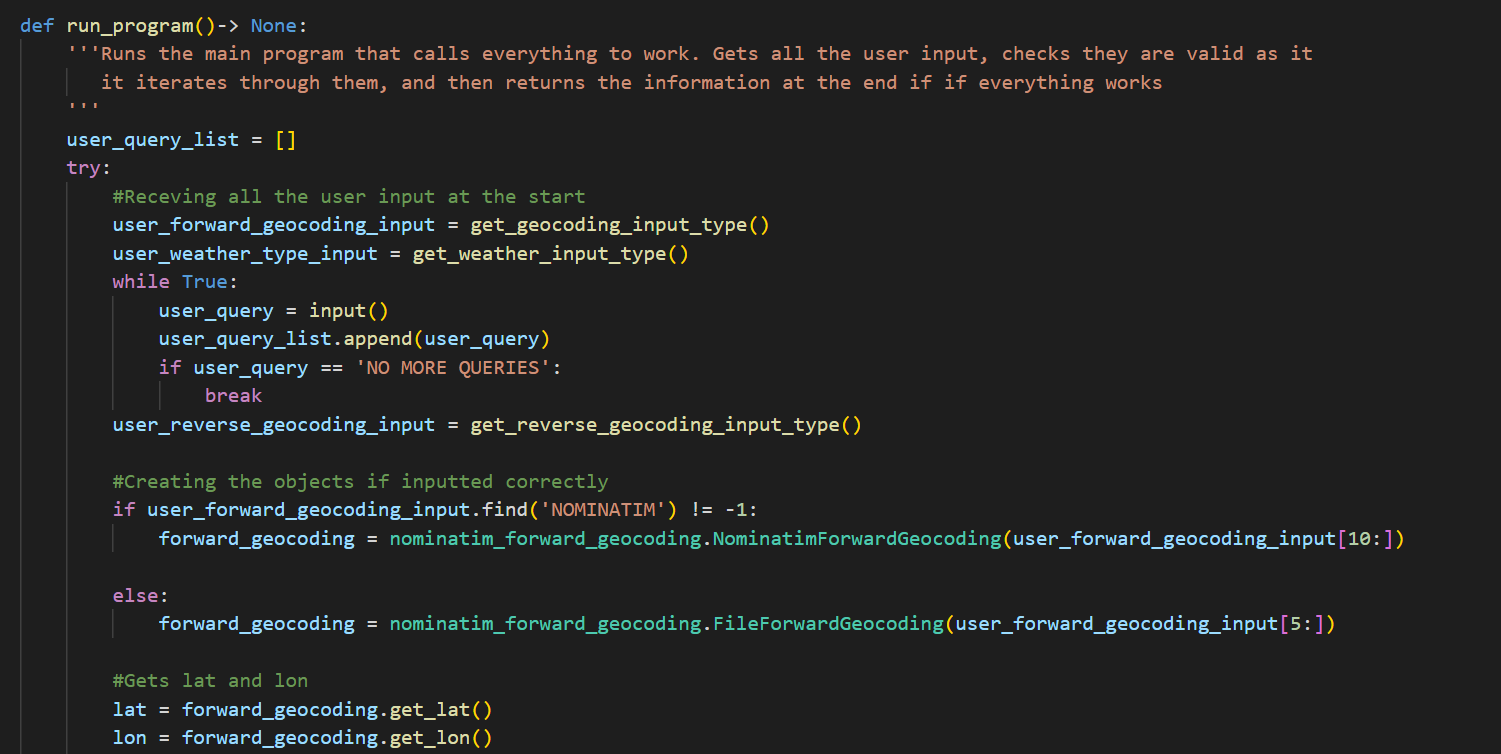 def run_program()-> None:
    '''Runs the main program that calls everything to work. Gets all the user input, checks they are valid as it
       it iterates through them, and then returns the information at the end if if everything works
    '''
    user_query_list = []
    try:
        #Receving all the user input at the start
        user_forward_geocoding_input = get_geocoding_input_type()
        user_weather_type_input = get_weather_input_type()
        while True:
            user_query = input()
            user_query_list.append(user_query)
            if user_query == 'NO MORE QUERIES':
                break
        user_reverse_geocoding_input = get_reverse_geocoding_input_type()

        #Creating the objects if inputted correctly
        if user_forward_geocoding_input.find('NOMINATIM') != -1:
            forward_geocoding = nominatim_forward_geocoding.NominatimForwardGeocoding(user_forward_geocoding_input[10:])

        else:
            forward_geocoding = nominatim_forward_geocoding.FileForwardGeocoding(user_forward_geocoding_input[5:])

        #Gets lat and lon
        lat = forward_geocoding.get_lat()
        lon = forward_geocoding.get_lon()